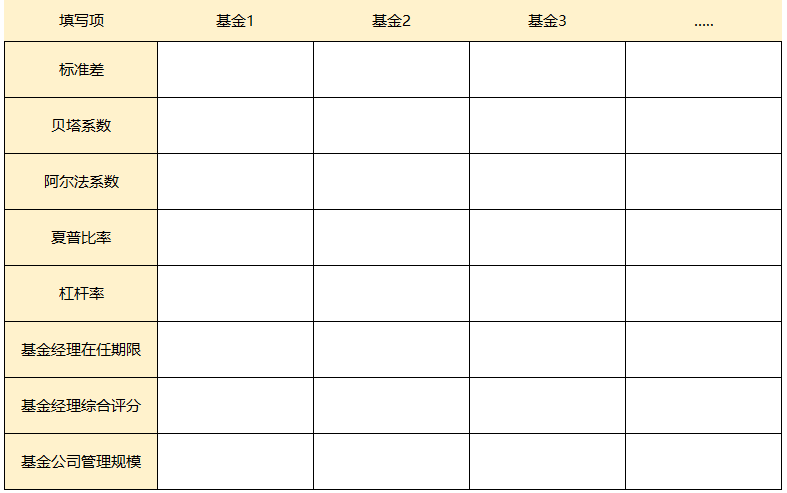 填写项 基金1 基金2 基金3 .....
标准差
贝塔系数
阿尔法系数
夏普比率
杠杆率
基金经理在任期限
基金经理综合评分
基金公司管理规模